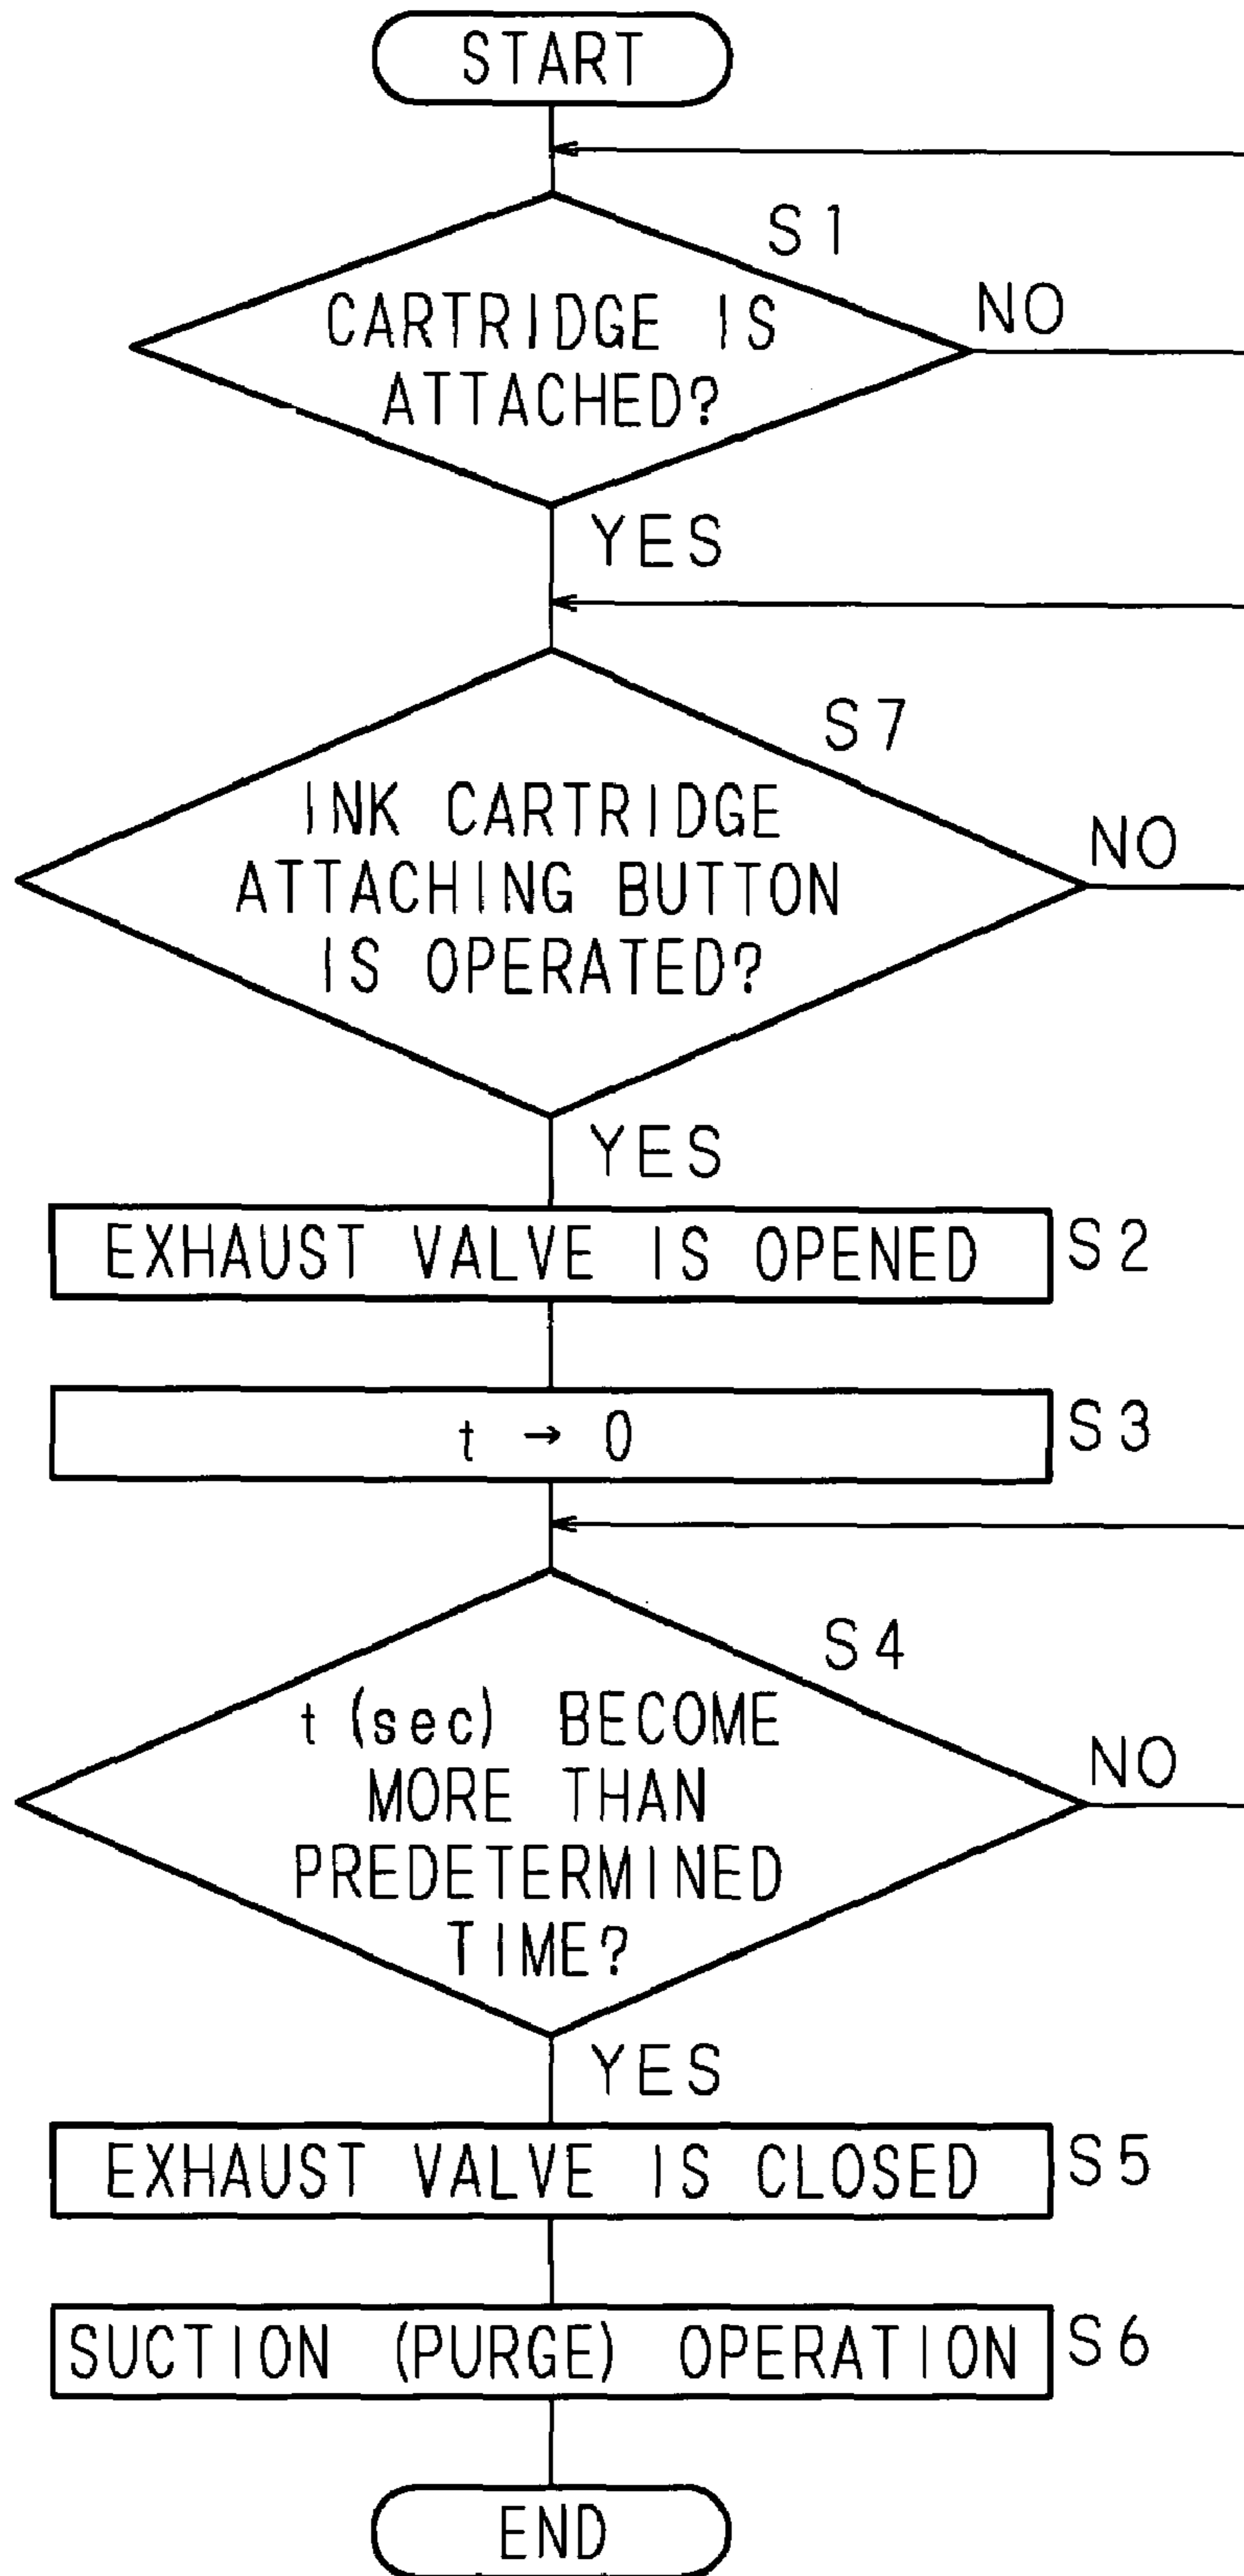 START
S1
CARTRIDGE IS
ATTACHED?
NO
YES
S7
INK CARTRIDGE
ATTACHING BUTTON
IS OPERATED?
NO
YES
EXHAUST VALVE IS OPENED
S2
t → 0
S3
S4
t (sec) BECOME
MORE THAN
PREDETERMINED
TIME?
NO
YES
EXHAUST VALVE IS CLOSED
S5
SUCTION (PURGE) OPERATION
S6
END